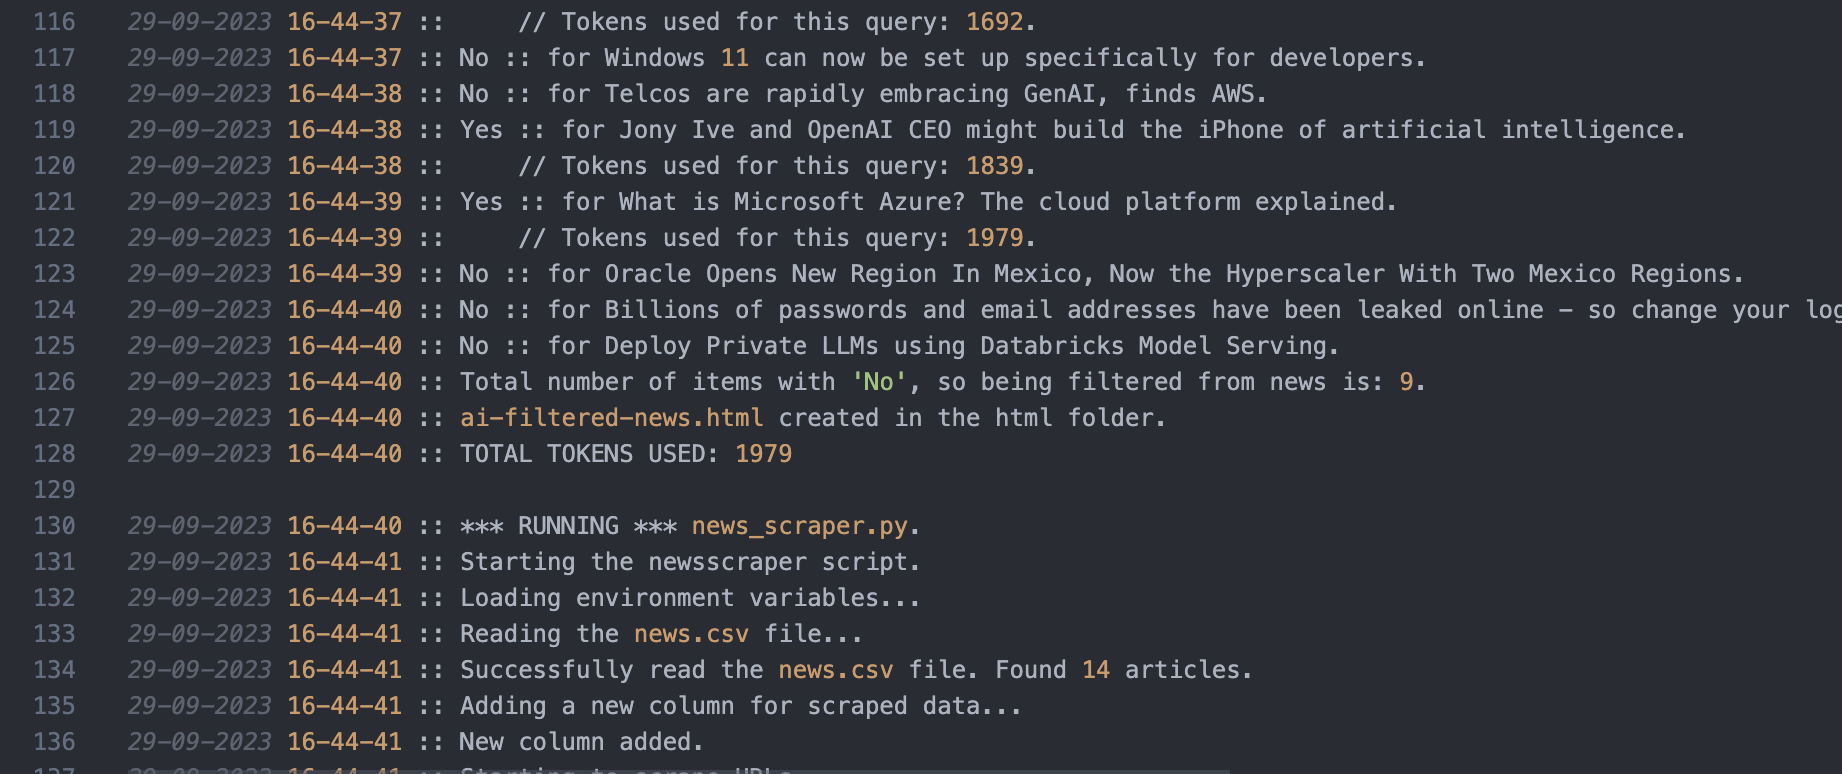 116 29-09-2023 16-44-37 :: // Tokens used for this query: 1692.
117 29-09-2023 16-44-37 :: No :: for Windows 11 can now be set up specifically for developers.
118 29-09-2023 16-44-38 :: No :: for Telcos are rapidly embracing GenAI, finds AWS.
119 29-09-2023 16-44-38 :: Yes :: for Jony Ive and OpenAI CEO might build the iPhone of artificial intelligence.
120 29-09-2023 16-44-38 :: // Tokens used for this query: 1839.
121 29-09-2023 16-44-39 :: Yes :: for What is Microsoft Azure? The cloud platform explained.
122 29-09-2023 16-44-39 :: // Tokens used for this query: 1979.
123 29-09-2023 16-44-39 :: No :: for Oracle Opens New Region In Mexico, Now the Hyperscaler With Two Mexico Regions.
124 29-09-2023 16-44-40 :: No :: for Billions of passwords and email addresses have been leaked online – so change your log
125 29-09-2023 16-44-40 :: No :: for Deploy Private LLMs using Databricks Model Serving.
126 29-09-2023 16-44-40 :: Total number of items with 'No', so being filtered from news is: 9.
127 29-09-2023 16-44-40 :: ai-filtered-news.html created in the html folder.
128 29-09-2023 16-44-40 :: TOTAL TOKENS USED: 1979
129
130 29-09-2023 16-44-40 :: *** RUNNING *** news_scraper.py.
131 29-09-2023 16-44-41 :: Starting the newsscraper script.
132 29-09-2023 16-44-41 :: Loading environment variables...
133 29-09-2023 16-44-41 :: Reading the news.csv file...
134 29-09-2023 16-44-41 :: Successfully read the news.csv file. Found 14 articles.
135 29-09-2023 16-44-41 :: Adding a new column for scraped data...
136 29-09-2023 16-44-41 :: New column added.